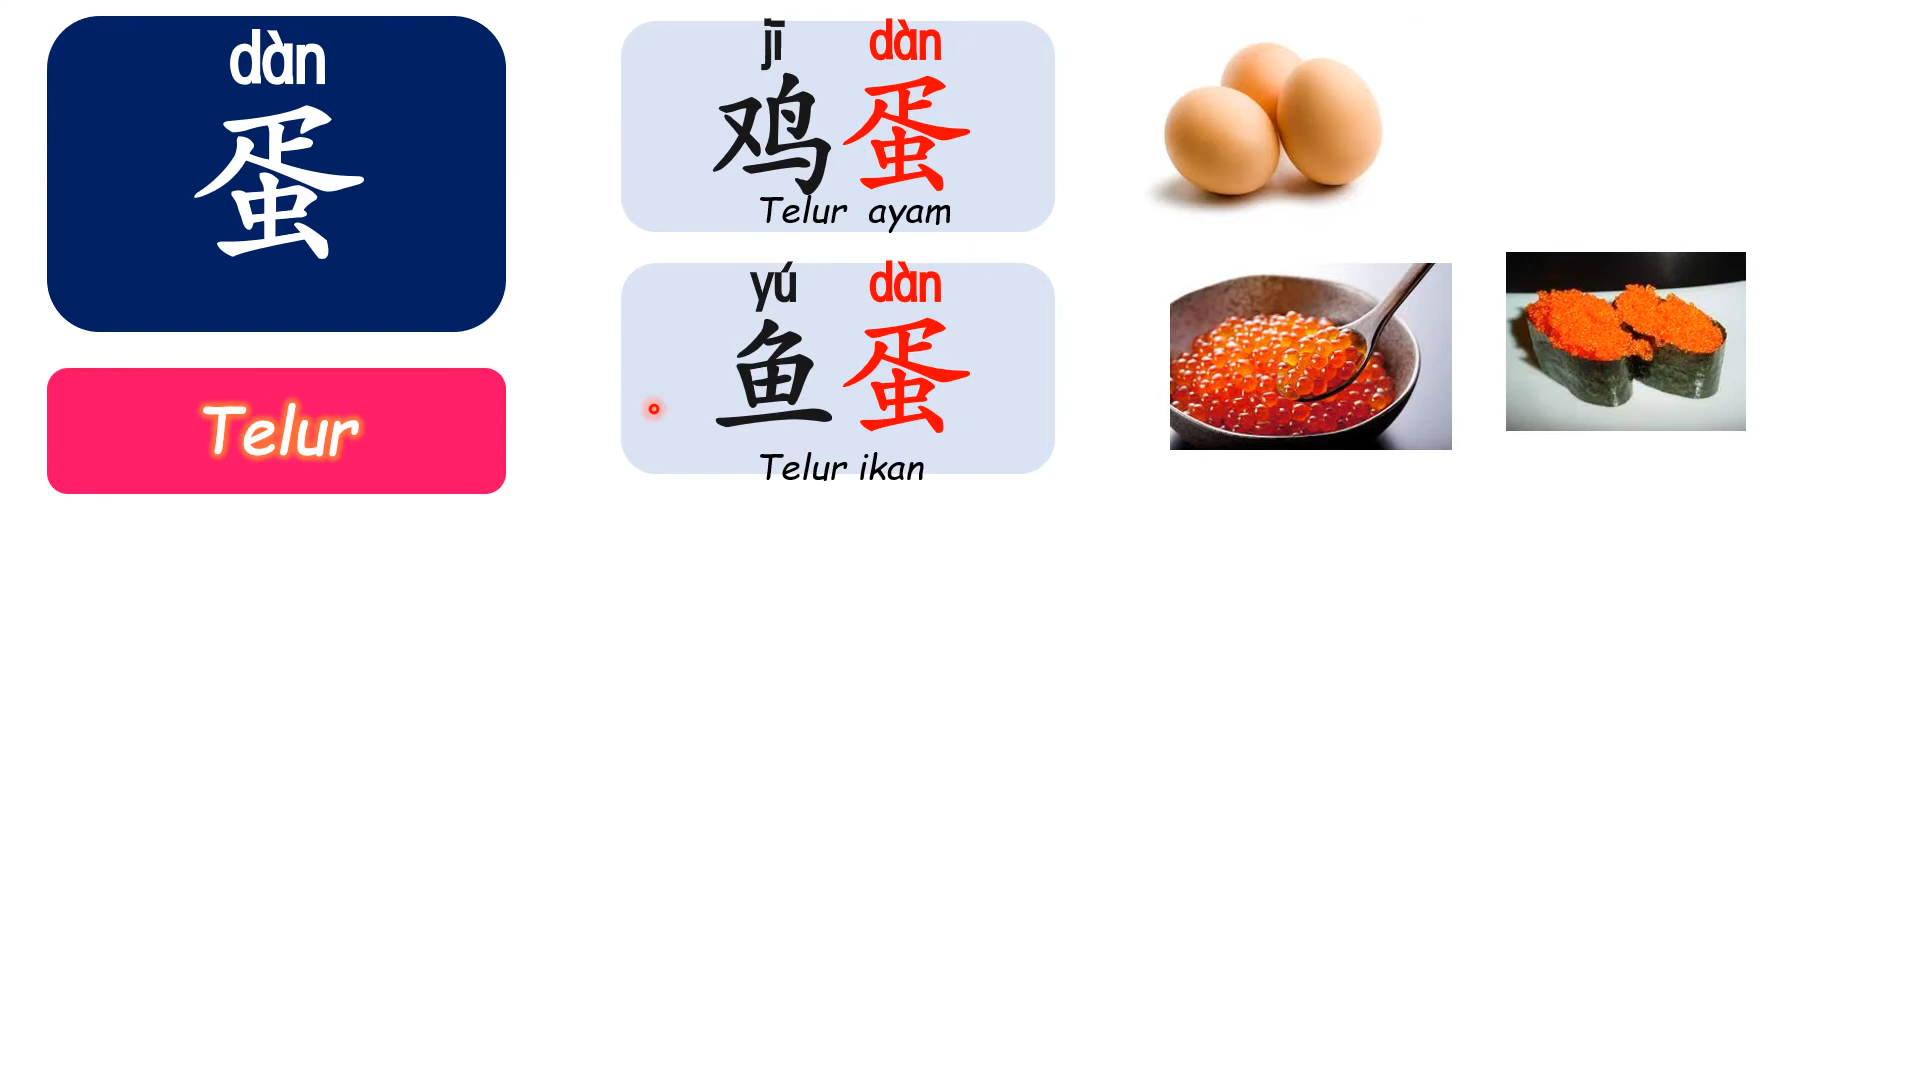 dàn
蛋
Telur
jī dàn
鸡蛋
Telur ayam
yú dàn
鱼蛋
Telur ikan